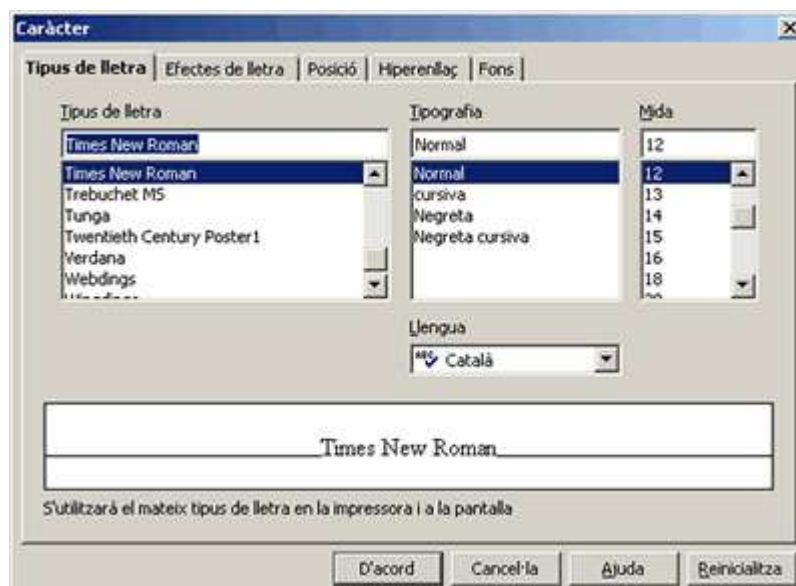 Caràcter
Tipus de lletra Efectes de lletra Posició Hiperenllaç Fons
Tipus de lletra Tipografia Mida
Times New Roman Normal 12
Times New Roman Normal 12
Trebuchet MS cursiva 13
Tunga Negreta 14
Twentieth Century Poster1 Negreta cursiva 15
Verdana 16
Webdings 18
Llengua
Català
Times New Roman
S'utilitzarà el mateix tipus de lletra en la impressora i a la pantalla
D'acord Cancel·la Ajuda Reinicialitza